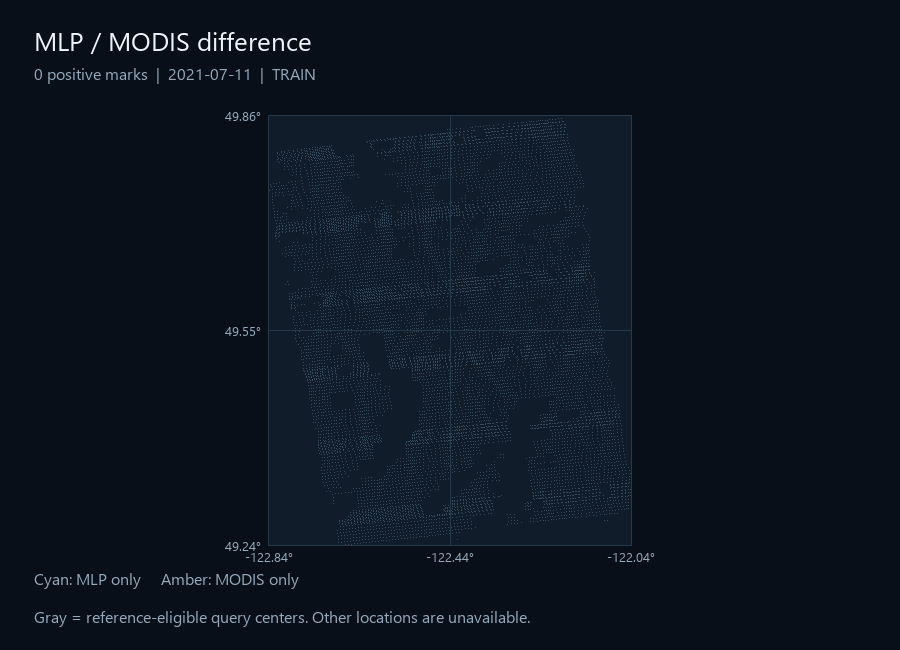 MLP / MODIS difference
0 positive marks | 2021-07-11 | TRAIN
49.86°
49.55°
49.24°
-122.84° -122.44° -122.04°
Cyan: MLP only Amber: MODIS only
Gray = reference-eligible query centers. Other locations are unavailable.